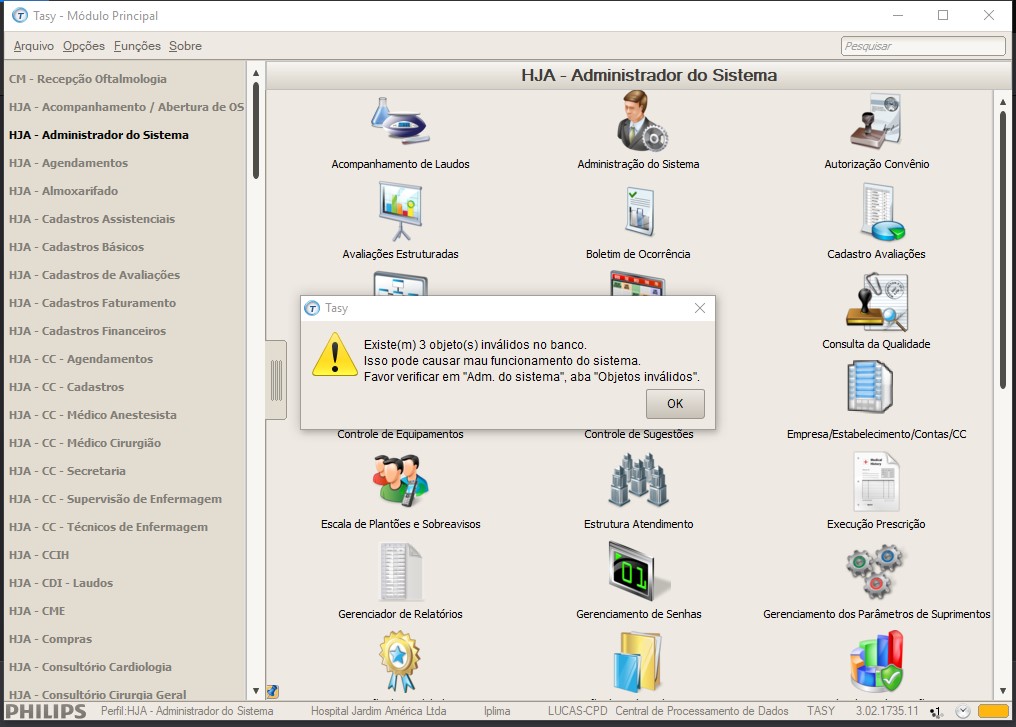 Tasy - Módulo Principal
Arquivo Opções Funções Sobre
Pesquisar
CM - Recepção Oftalmologia
HJA - Acompanhamento / Abertura de OS
HJA - Administrador do Sistema
HJA - Agendamentos
HJA - Almoxarifado
HJA - Cadastros Assistenciais
HJA - Cadastros Básicos
HJA - Cadastros de Avaliações
HJA - Cadastros Faturamento
HJA - Cadastros Financeiros
HJA - CC - Agendamentos
HJA - CC - Cadastros
HJA - CC - Médico Anestesista
HJA - CC - Médico Cirurgião
HJA - CC - Secretaria
HJA - CC - Supervisão de Enfermagem
HJA - CC - Técnicos de Enfermagem
HJA - CCIH
HJA - CDI - Laudos
HJA - CME
HJA - Compras
HJA - Consultório Cardiologia
HJA - Consultório Cirurgia Geral
HJA - Administrador do Sistema
Acompanhamento de Laudos
Administração do Sistema
Autorização Convênio
Avaliações Estruturadas
Boletim de Ocorrência
Cadastro Avaliações
Consulta da Qualidade
Tasy
Existe(m) 3 objeto(s) inválidos no banco.
Isso pode causar mau funcionamento do sistema.
Favor verificar em "Adm. do sistema", aba "Objetos inválidos".
OK
Controle de Equipamentos
Controle de Sugestões
Empresa/Estabelecimento/Contas/CC
Escala de Plantões e Sobreavisos
Estrutura Atendimento
Medical
History
Execução Prescrição
Gerenciador de Relatórios
01
Gerenciamento de Senhas
Gerenciamento dos Parâmetros de Suprimentos
PHILIPS
Perfil:HJA - Administrador do Sistema
Hospital Jardim América Ltda
lplima
LUCAS-CPD
Central de Processamento de Dados
TASY
3.02.1735.11